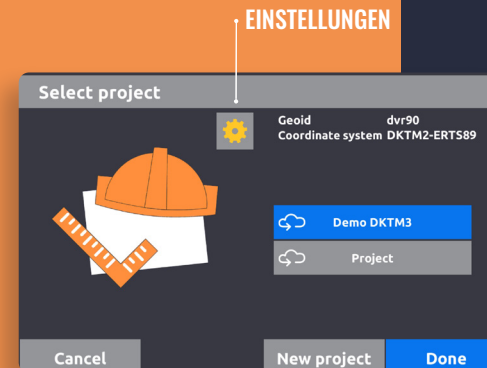 EINSTELLUNGEN
Select project
Geoid dvr90
Coordinate system DKTM2-ERTS89
Demo DKTM3
Project
Cancel
New project
Done